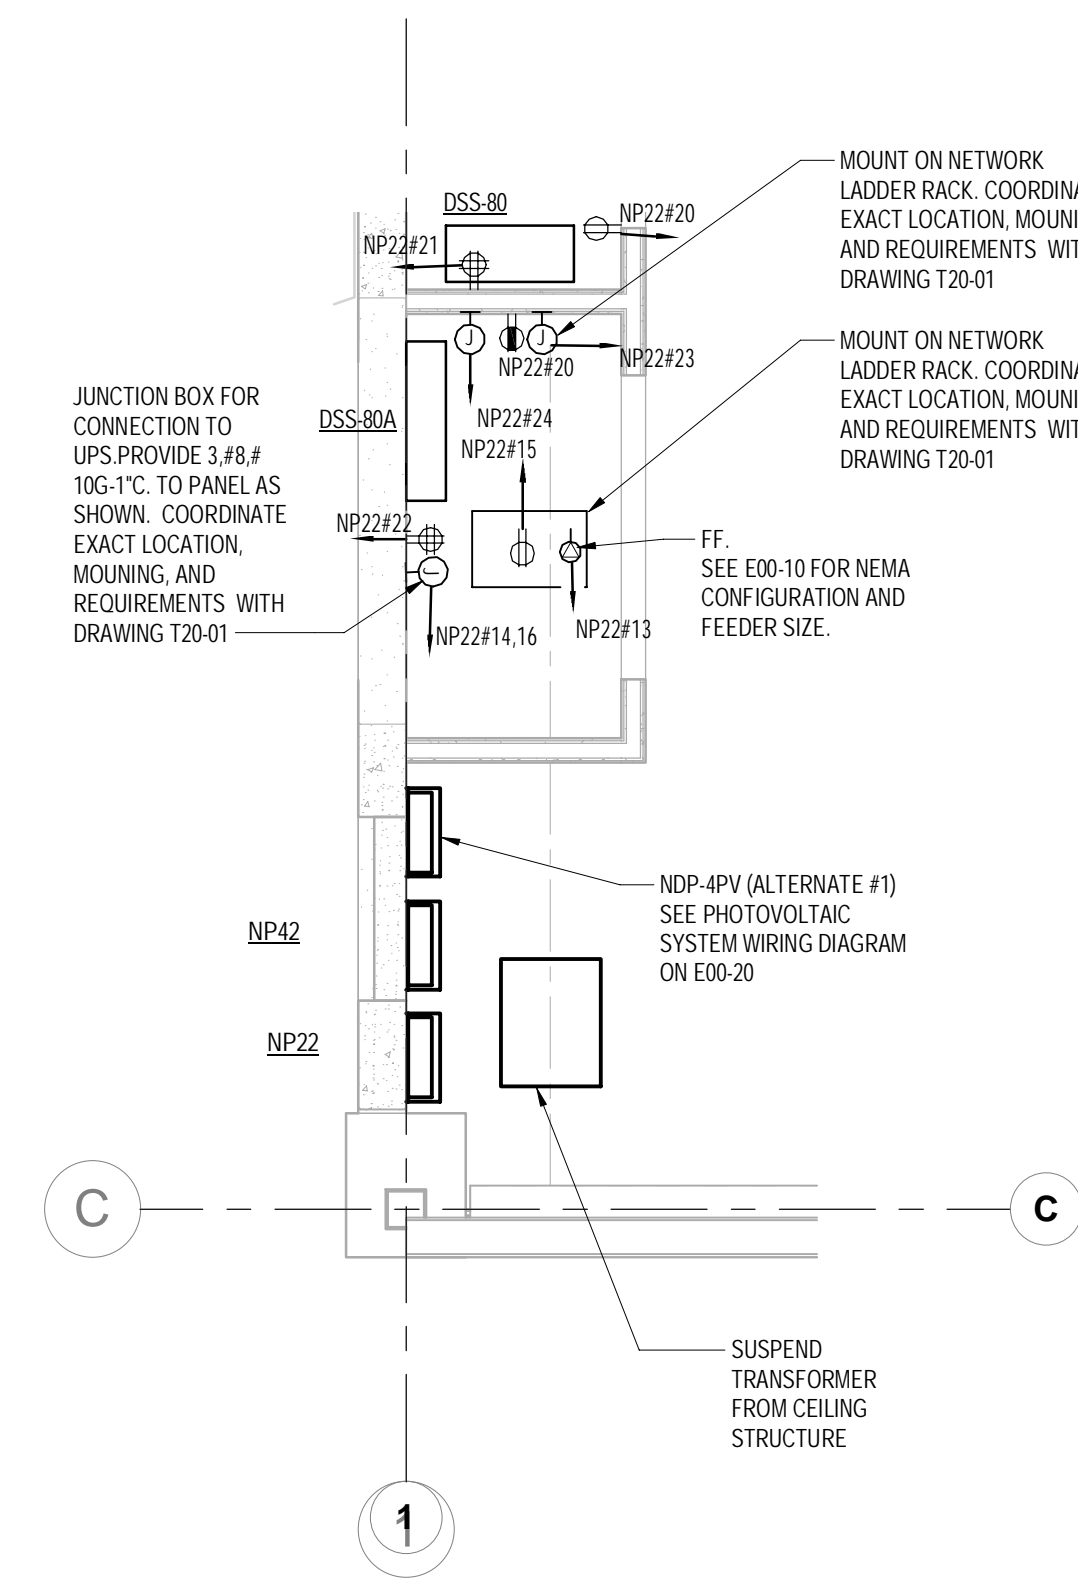 MOUNT ON NETWORK
LADDER RACK. COORDINA
EXACT LOCATION, MOUNI
AND REQUIREMENTS WIT
DRAWING T20-01
DSS-80
NP22#20
NP22#21
MOUNT ON NETWORK
LADDER RACK. COORDINA
EXACT LOCATION, MOUNI
AND REQUIREMENTS WIT
DRAWING T20-01
J
J
NP22#20
NP22#23
JUNCTION BOX FOR
CONNECTION TO
UPS.PROVIDE 3,#8,#
10G-1"C. TO PANEL AS
SHOWN. COORDINATE
EXACT LOCATION,
MOUNING, AND
REQUIREMENTS WITH
DRAWING T20-01
DSS-80A
NP22#24
NP22#15
NP22#22
J
FF.
SEE E00-10 FOR NEMA
CONFIGURATION AND
FEEDER SIZE.
NP22#14,16
NP22#13
NDP-4PV (ALTERNATE #1)
SEE PHOTOVOLTAIC
SYSTEM WIRING DIAGRAM
ON E00-20
NP42
NP22
C
C
SUSPEND
TRANSFORMER
FROM CEILING
STRUCTURE
1
1